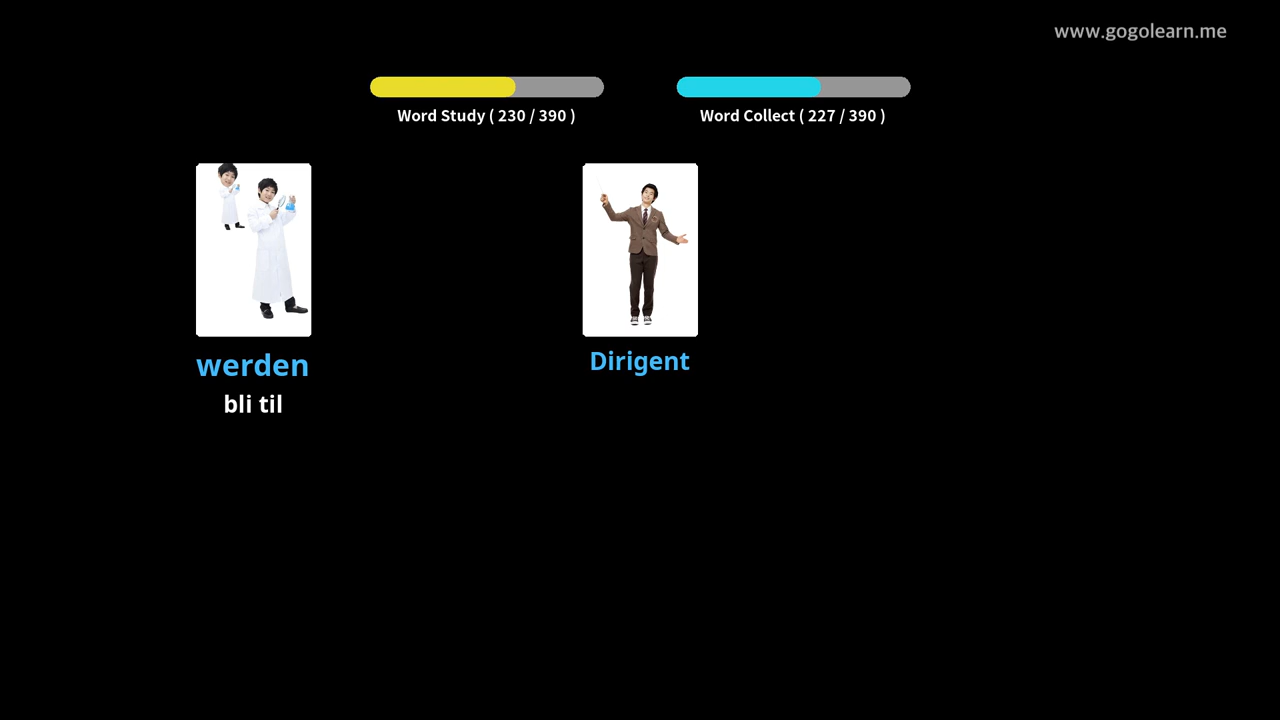 www.gogolearn.me
Word Study ( 230 / 390 )
Word Collect ( 227 / 390 )
werden
bli til
Dirigent